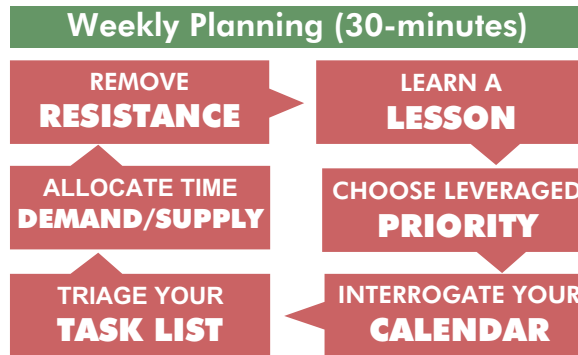 Weekly Planning (30-minutes)
REMOVE
RESISTANCE
LEARN A
LESSON
ALLOCATE TIME
DEMAND/SUPPLY
CHOOSE LEVERAGED
PRIORITY
TRIAGE YOUR
TASK LIST
INTERROGATE YOUR
CALENDAR